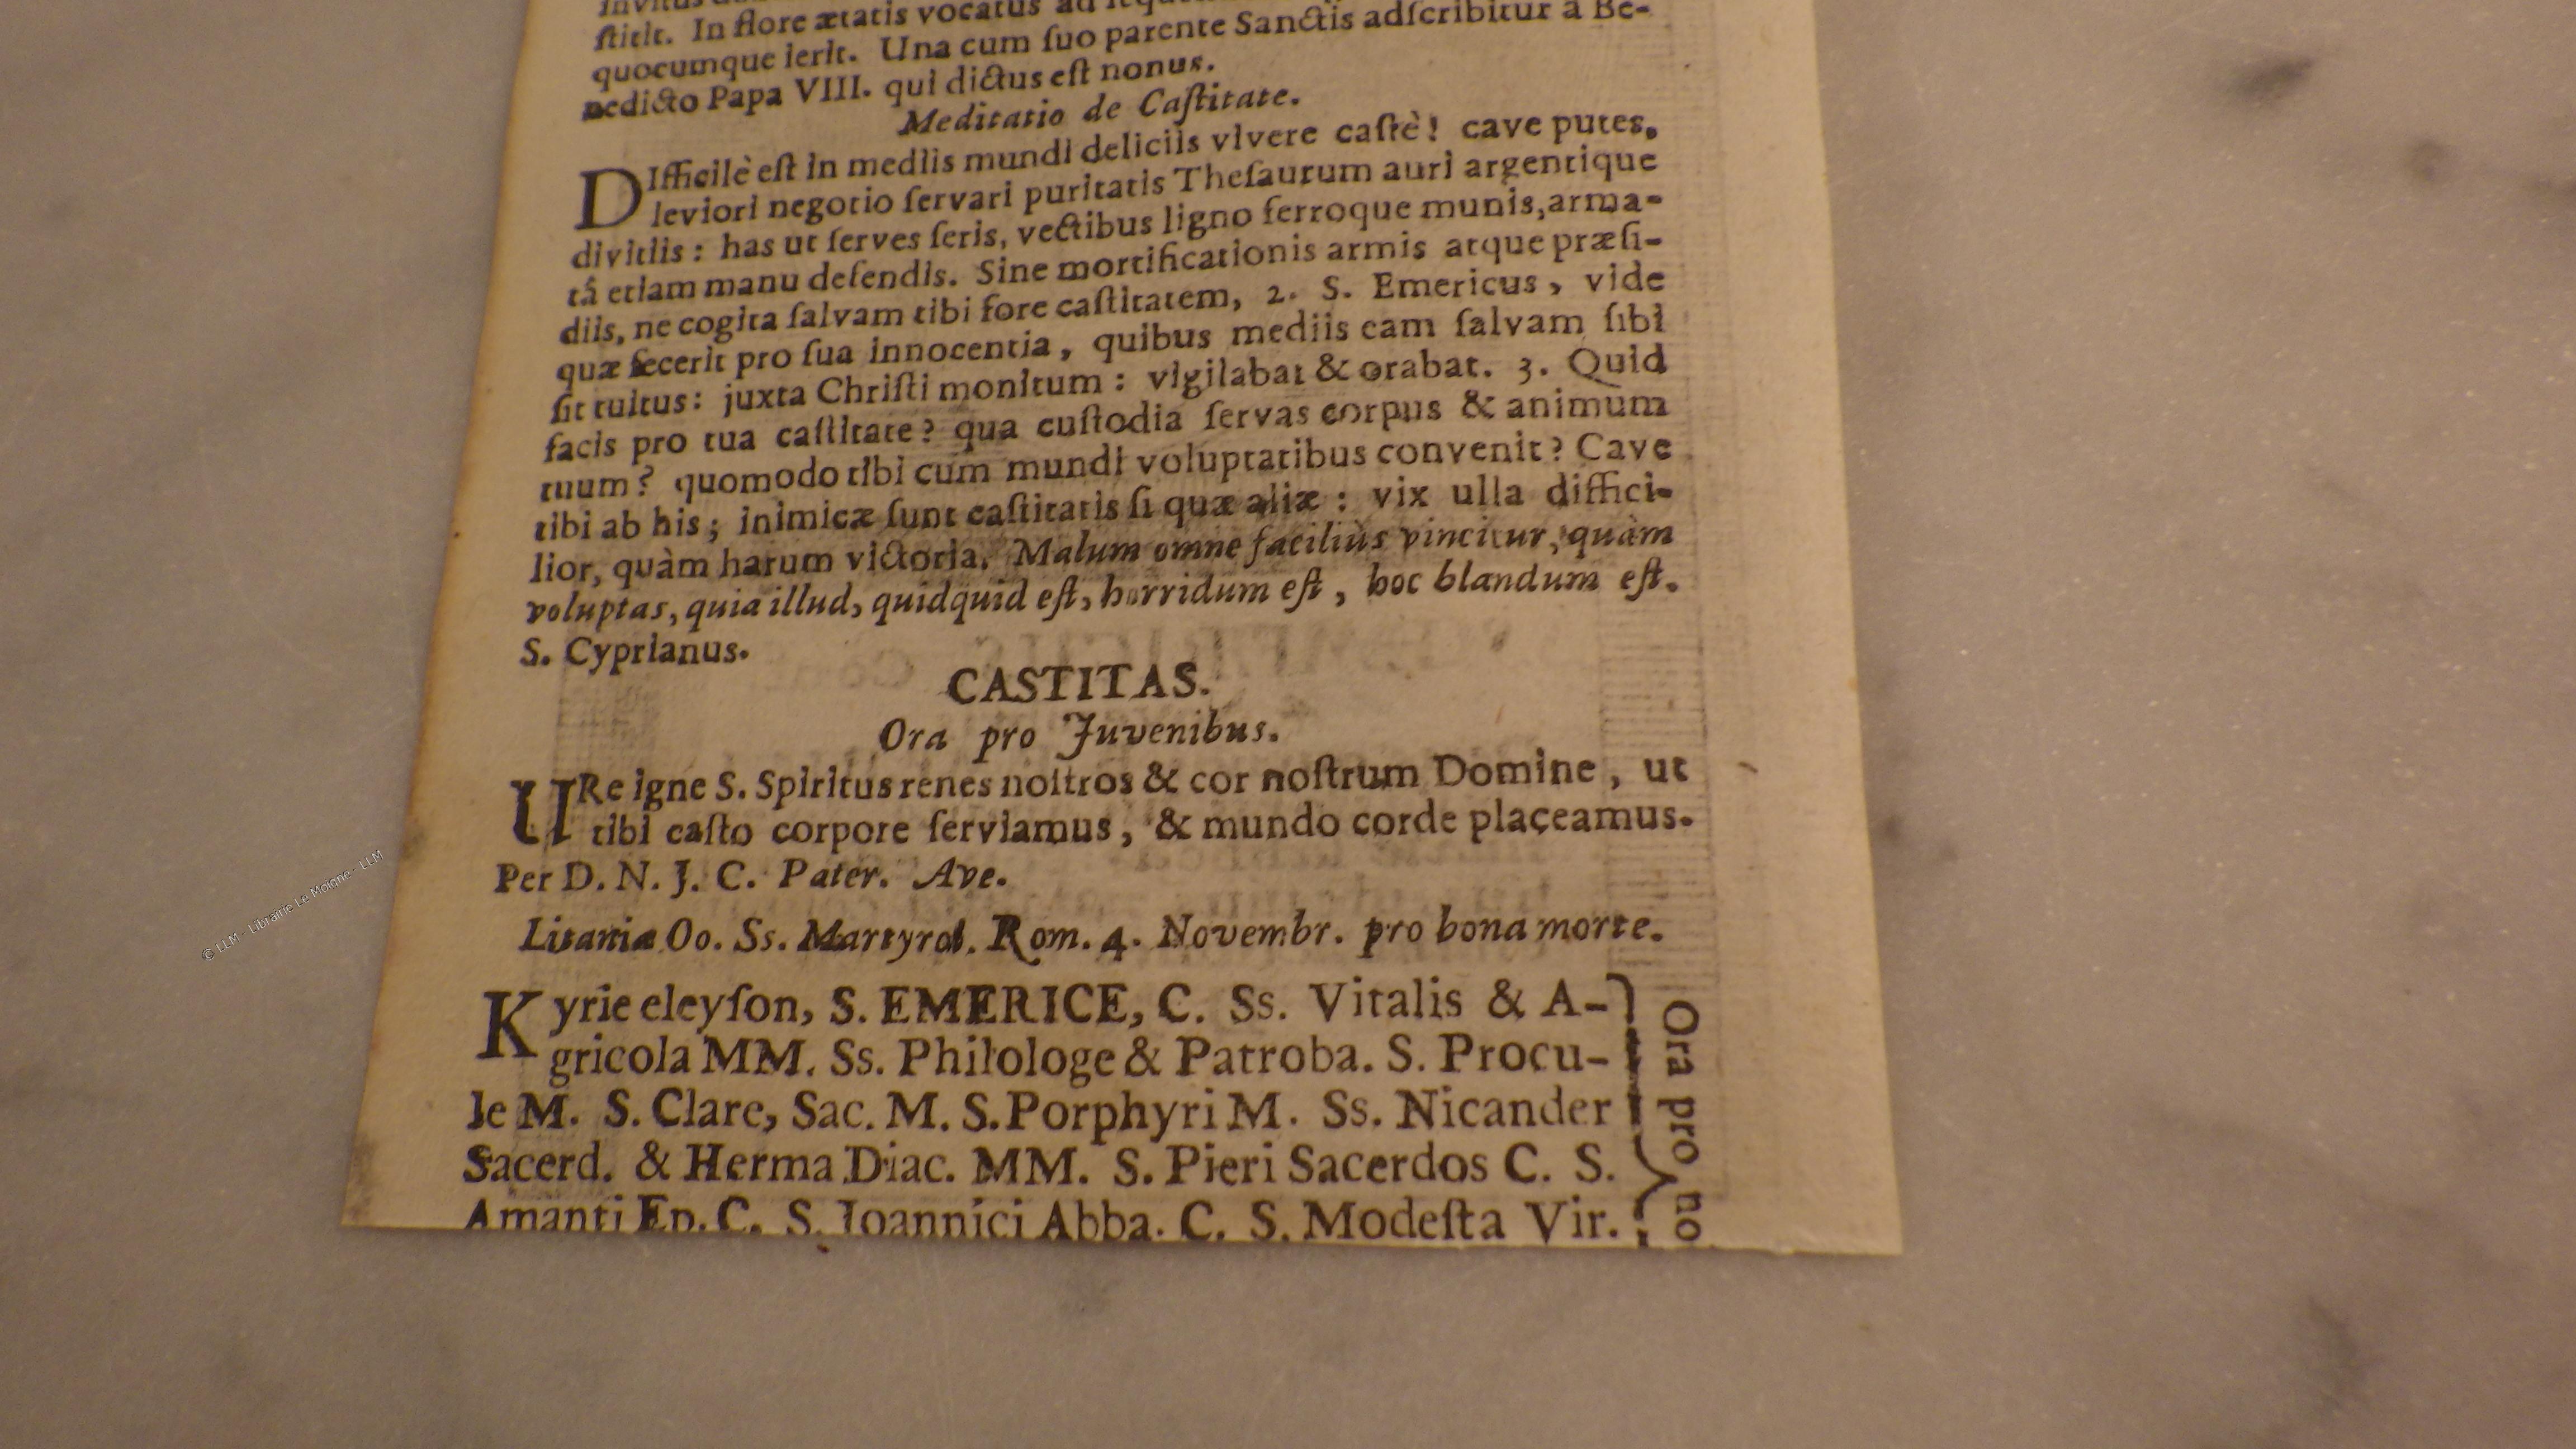 ſtitit. In flore ætatis vocatus ad
quocumque ierit. Una cum ſuo parente Sanctis adſcribitur à Be-
nedicto Papa VIII. qui dictus eſt nonus.
Meditatio de Caſtitate.
DIfficilè eſt in mediis mundi deliciis vivere caſtè! cave putes,
leviori negotio ſervari puritatis Theſaurum auri argentique
divitiis: has ut ſerves ſeris, vectibus ligno ferroque munis, arma-
tâ etiam manu defendis. Sine mortificationis armis atque præſi-
diis, ne cogita ſalvam tibi fore caſtitatem, 2. S. Emericus, vide
quæ fecerit pro ſua innocentia, quibus mediis eam ſalvam ſibi
ſit tuitus: juxta Chriſti monitum: vigilabat & orabat. 3. Quid
facis pro tua caſtitate? qua cuſtodia ſervas corpus & animum
tuum? quomodo tibi cum mundi voluptatibus convenit? Cave
tibi ab his; inimicæ ſunt caſtitatis ſi quæ aliæ: vix ulla diffici-
lior, quàm harum victoria. Malum omne faciliùs vincitur, quàm
voluptas, quia illud, quidquid eſt, horridum eſt, hoc blandum eſt.
S. Cyprianus.
CASTITAS.
Ora pro Juvenibus.
URe igne S. Spiritus renes noſtros & cor noſtrum Domine, ut
tibi caſto corpore ſerviamus, & mundo corde placeamus.
Per D. N. J. C. Pater. Ave.
Litaniæ Oo. Ss. Martyrol. Rom. 4. Novembr. pro bona morte.
Kyrie eleyſon, S. EMERICE, C. Ss. Vitalis & A-
gricola MM. Ss. Philologe & Patroba. S. Procu-
le M. S. Clare, Sac. M. S. Porphyri M. Ss. Nicander
Sacerd. & Herma Diac. MM. S. Pieri Sacerdos C. S.
Amanti Ep. C. S. Joannici Abba. C. S. Modeſta Vir.
Ora pro no
© LLM - Librairie Le Moigne - LLM